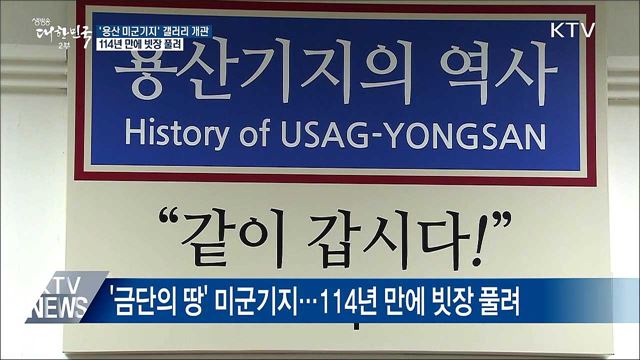 생방송
대한민국
2부
'용산 미군기지' 갤러리 개관
114년 만에 빗장 풀려
KTV
용산기지의 역사
History of USAG-YONGSAN
“같이 갑시다!”
KTV
NEWS
'금단의 땅' 미군기지…114년 만에 빗장 풀려